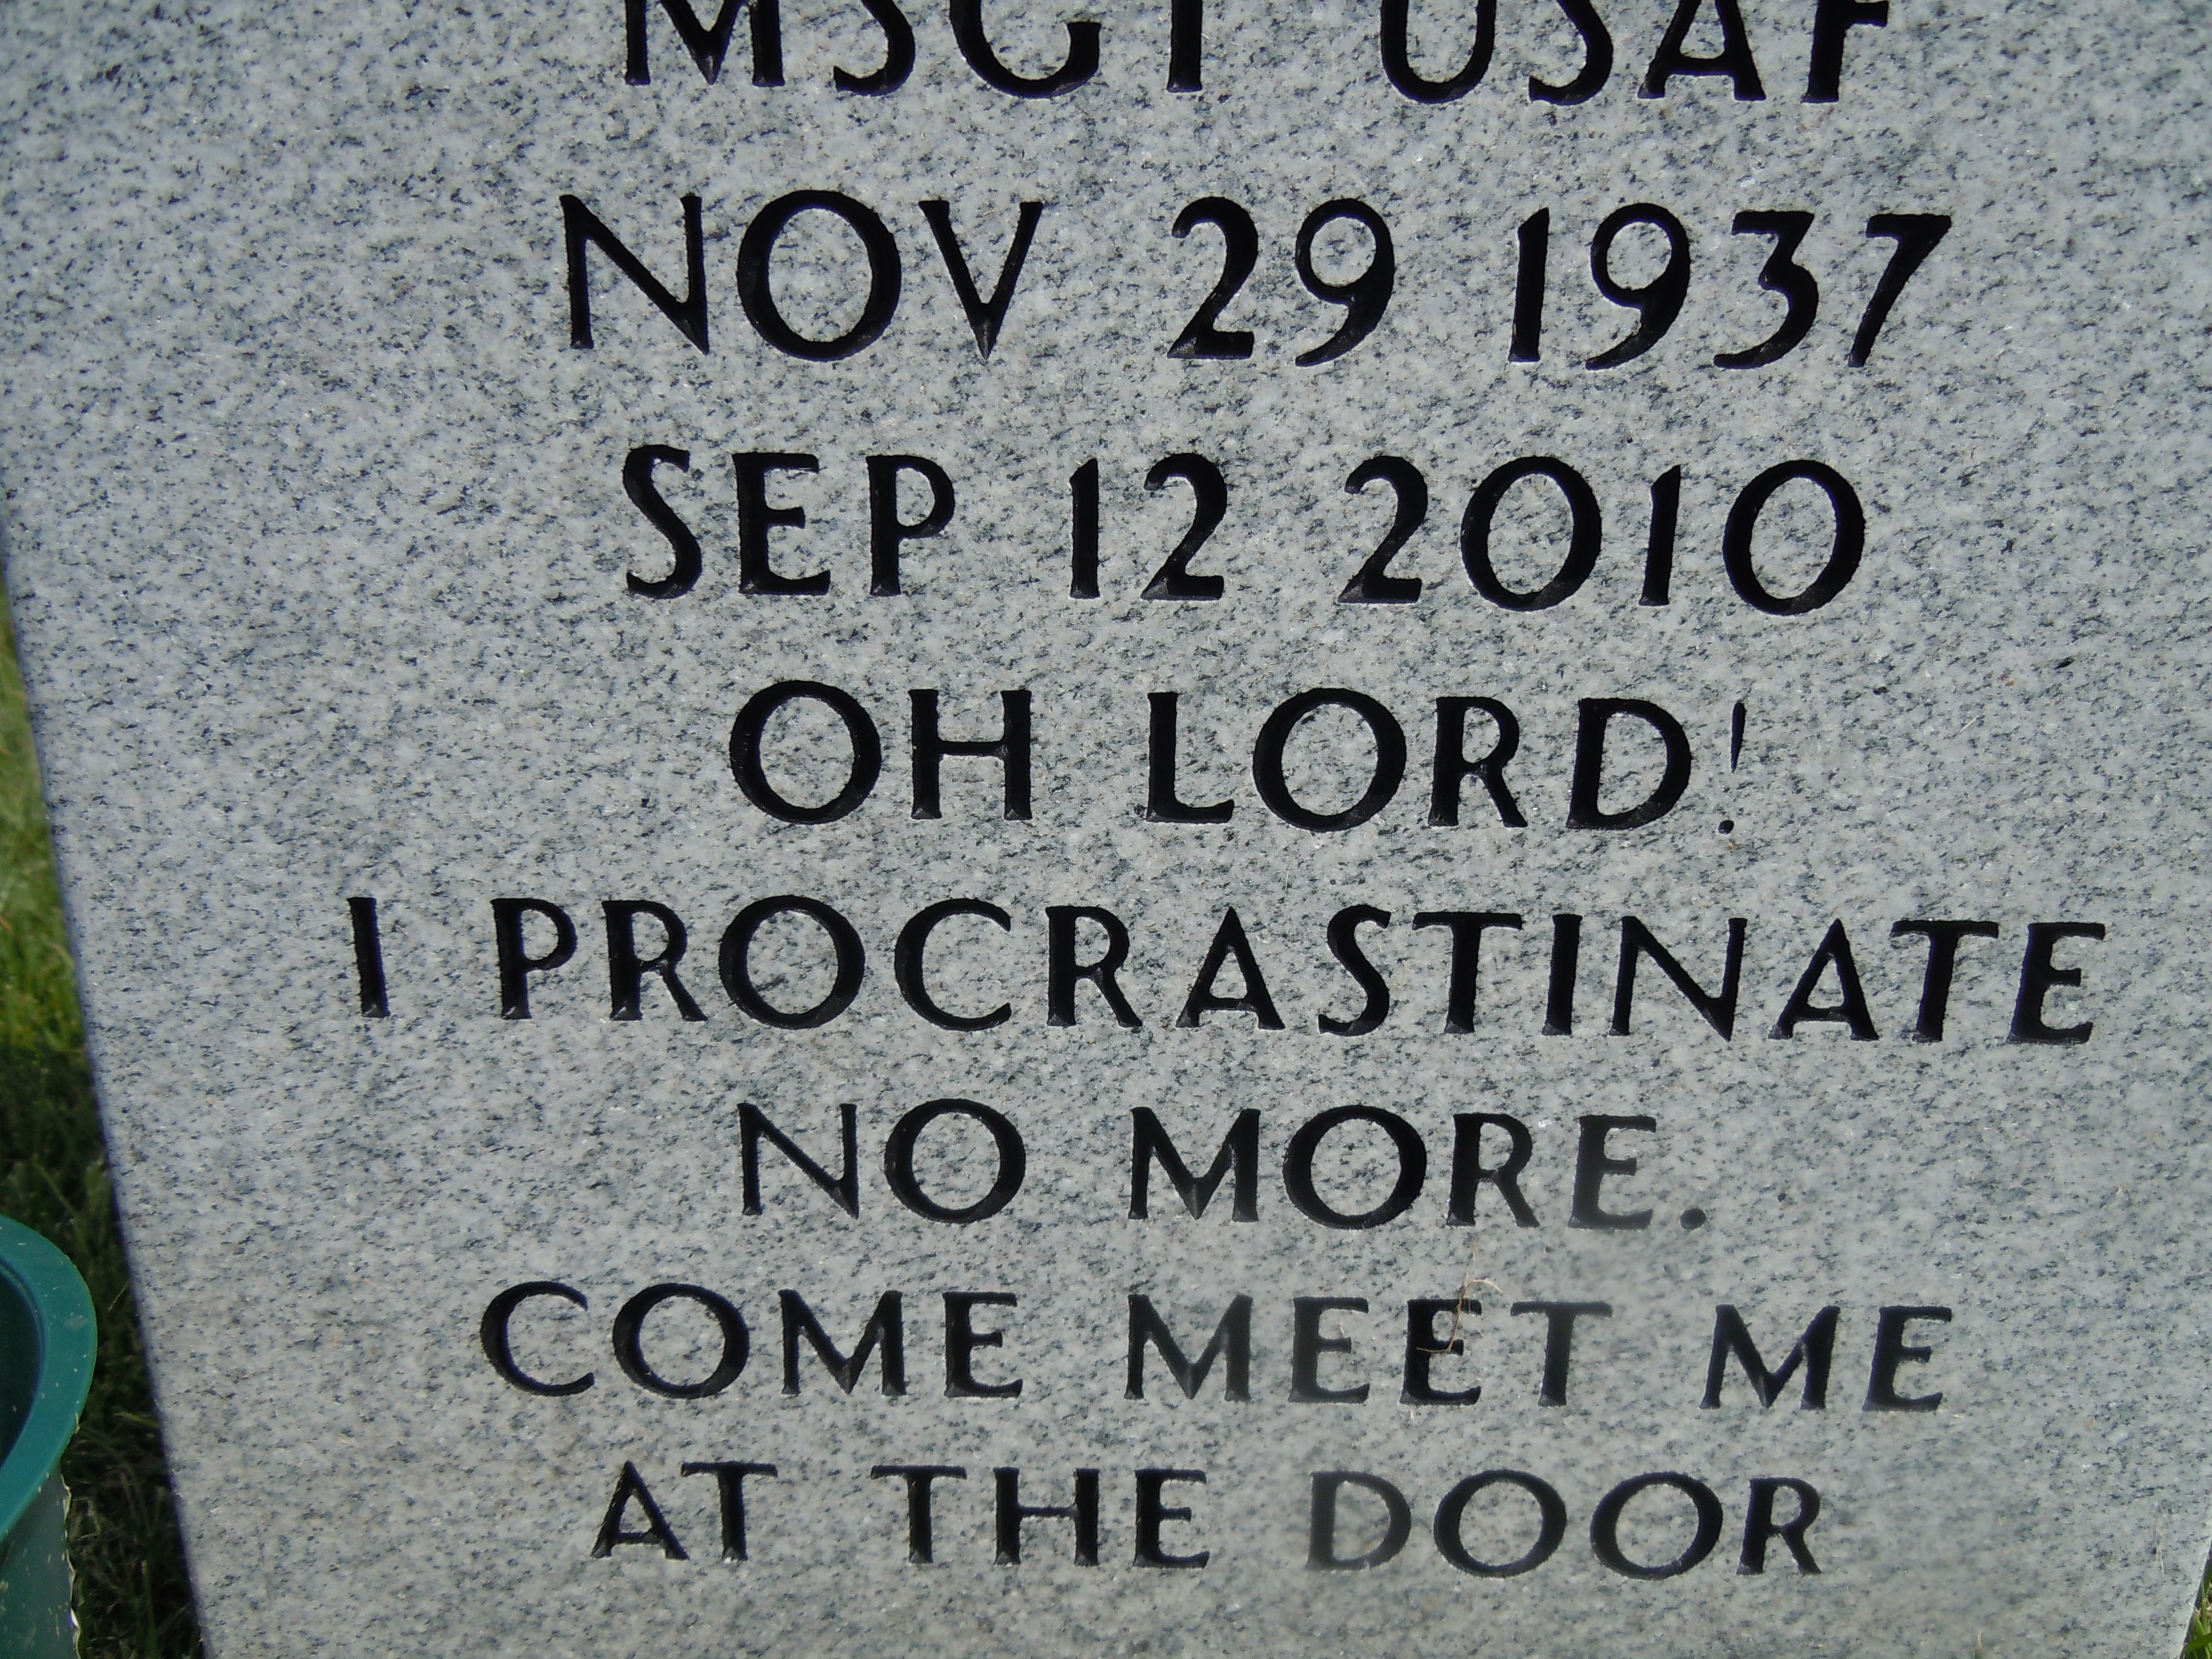 MSGT USAF
NOV 29 1937
SEP 12 2010
OH LORD!
I PROCRASTINATE
NO MORE.
COME MEET ME
AT THE DOOR